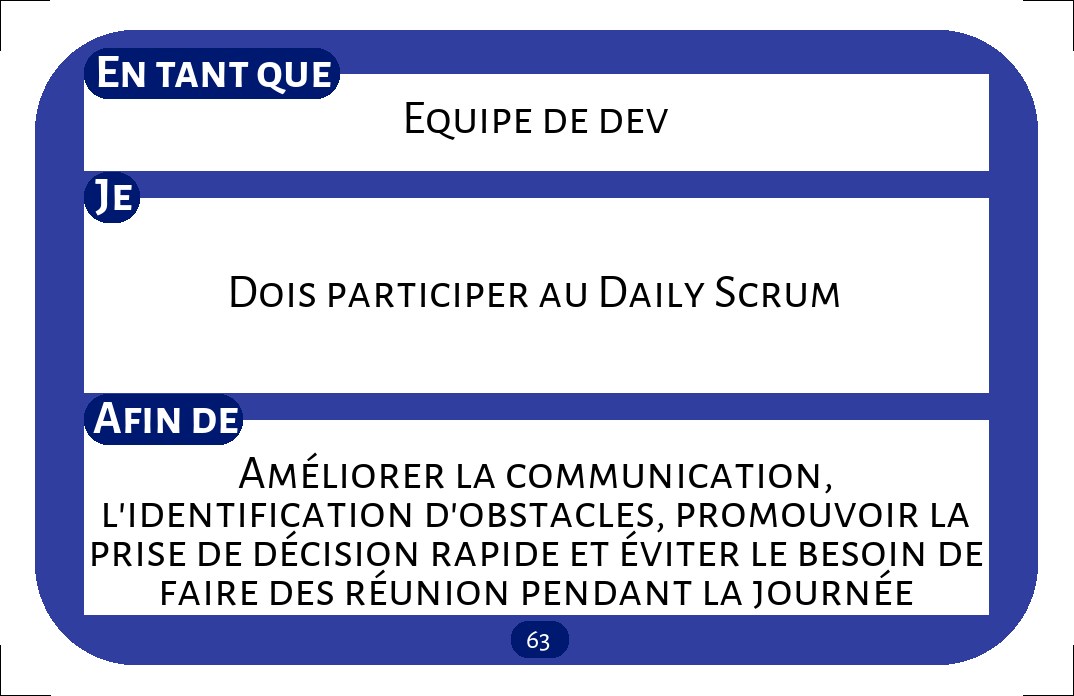 En tant que
Equipe de dev
Je
Dois participer au Daily Scrum
Afin de
Améliorer la communication,
l'identification d'obstacles, promouvoir la
prise de décision rapide et éviter le besoin de
faire des réunion pendant la journée
63